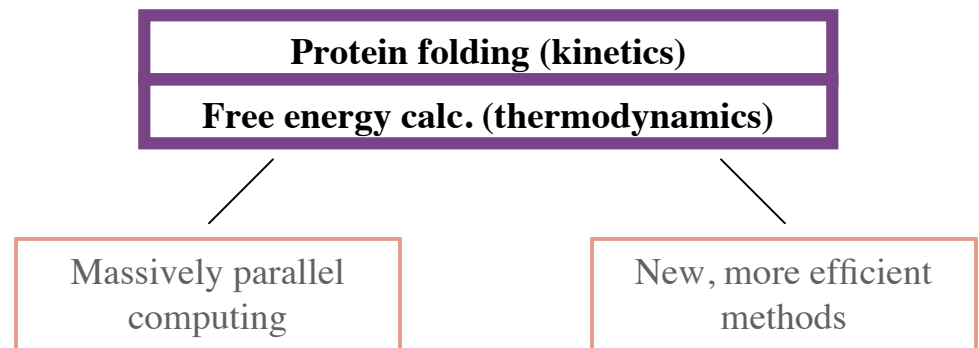 Protein folding (kinetics)
Free energy calc. (thermodynamics)
Massively parallel
computing
New, more efficient
methods